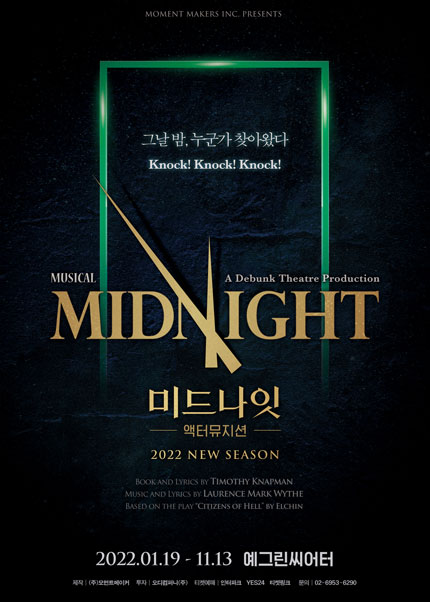 MOMENT MAKERS INC. PRESENTS
그날 밤, 누군가 찾아왔다
Knock! Knock! Knock!
MUSICAL
A Debunk Theatre Production
MIDNIGHT
미드나잇
액터뮤지션
2022 NEW SEASON
BOOK AND LYRICS BY TIMOTHY KNAPMAN
MUSIC AND LYRICS BY LAURENCE MARK WYTHE
BASED ON THE PLAY "CITIZENS OF HELL" BY ELCHIN
2022.01.19 - 11.13 예그린씨어터
제작 | (주)모먼트메이커 투자 | 오디컴퍼니(주) 티켓예매 | 인터파크 YES24 티켓링크 문의 | 02-6953-6290